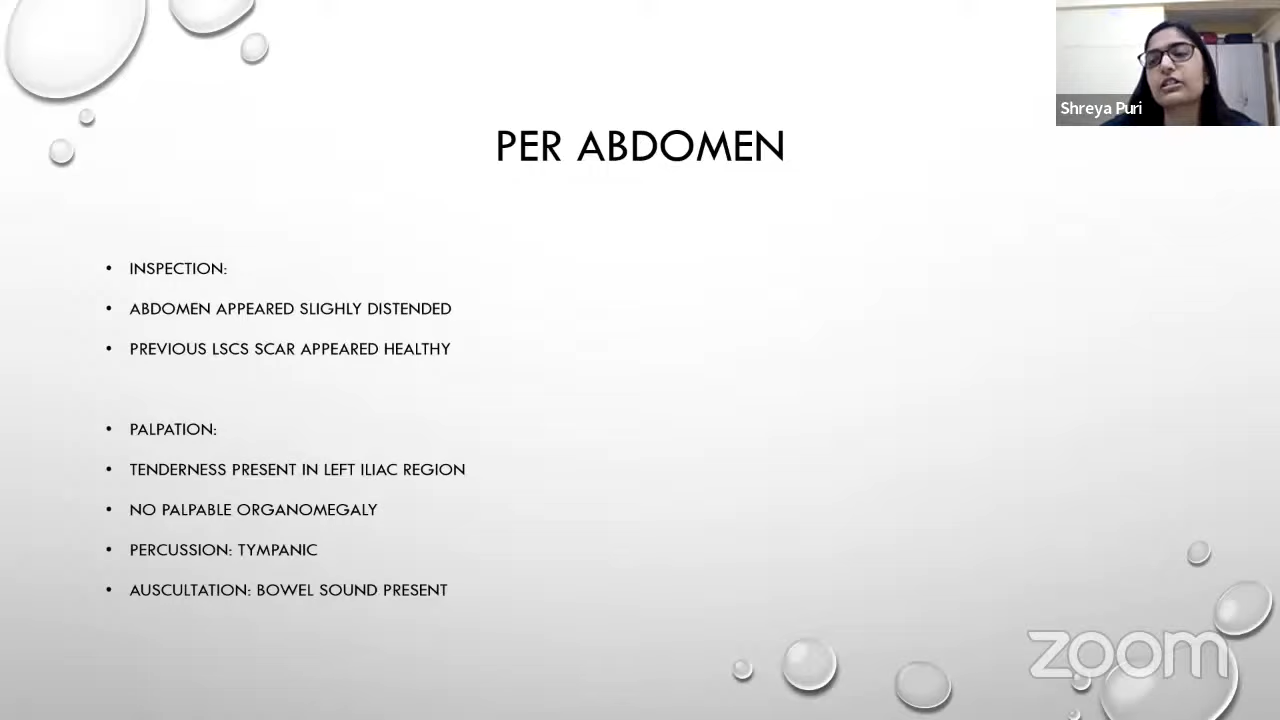 Shreya Puri
PER ABDOMEN
• INSPECTION:
• ABDOMEN APPEARED SLIGHLY DISTENDED
• PREVIOUS LSCS SCAR APPEARED HEALTHY
• PALPATION:
• TENDERNESS PRESENT IN LEFT ILIAC REGION
• NO PALPABLE ORGANOMEGALY
• PERCUSSION: TYMPANIC
• AUSCULTATION: BOWEL SOUND PRESENT
zoom